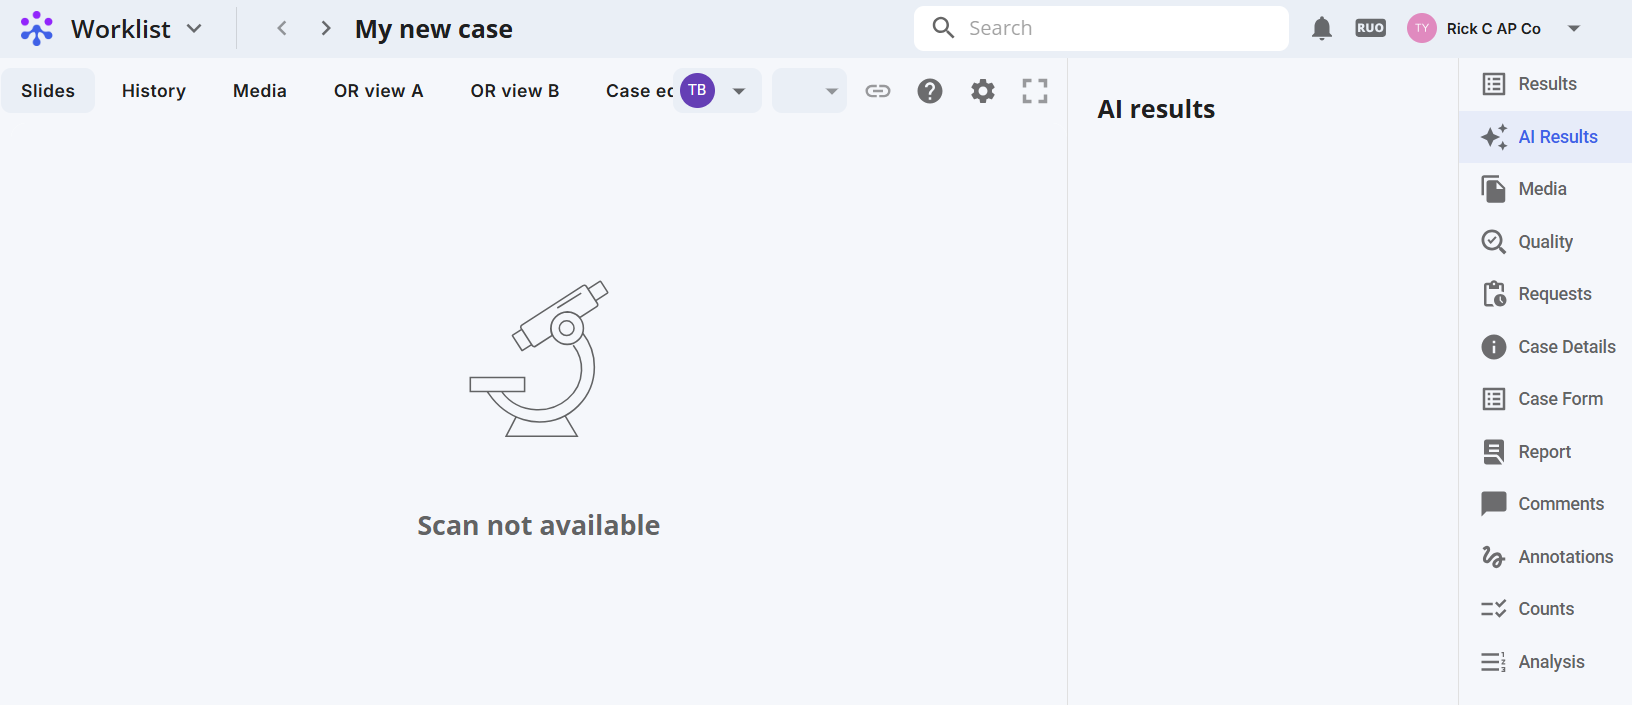 Worklist
My new case
Search
RUO
TY
Rick C AP Co
Slides
History
Media
OR view A
OR view B
Case ec
TB
AI results
Scan not available
Results
AI Results
Media
Quality
Requests
Case Details
Case Form
Report
Comments
Annotations
Counts
Analysis